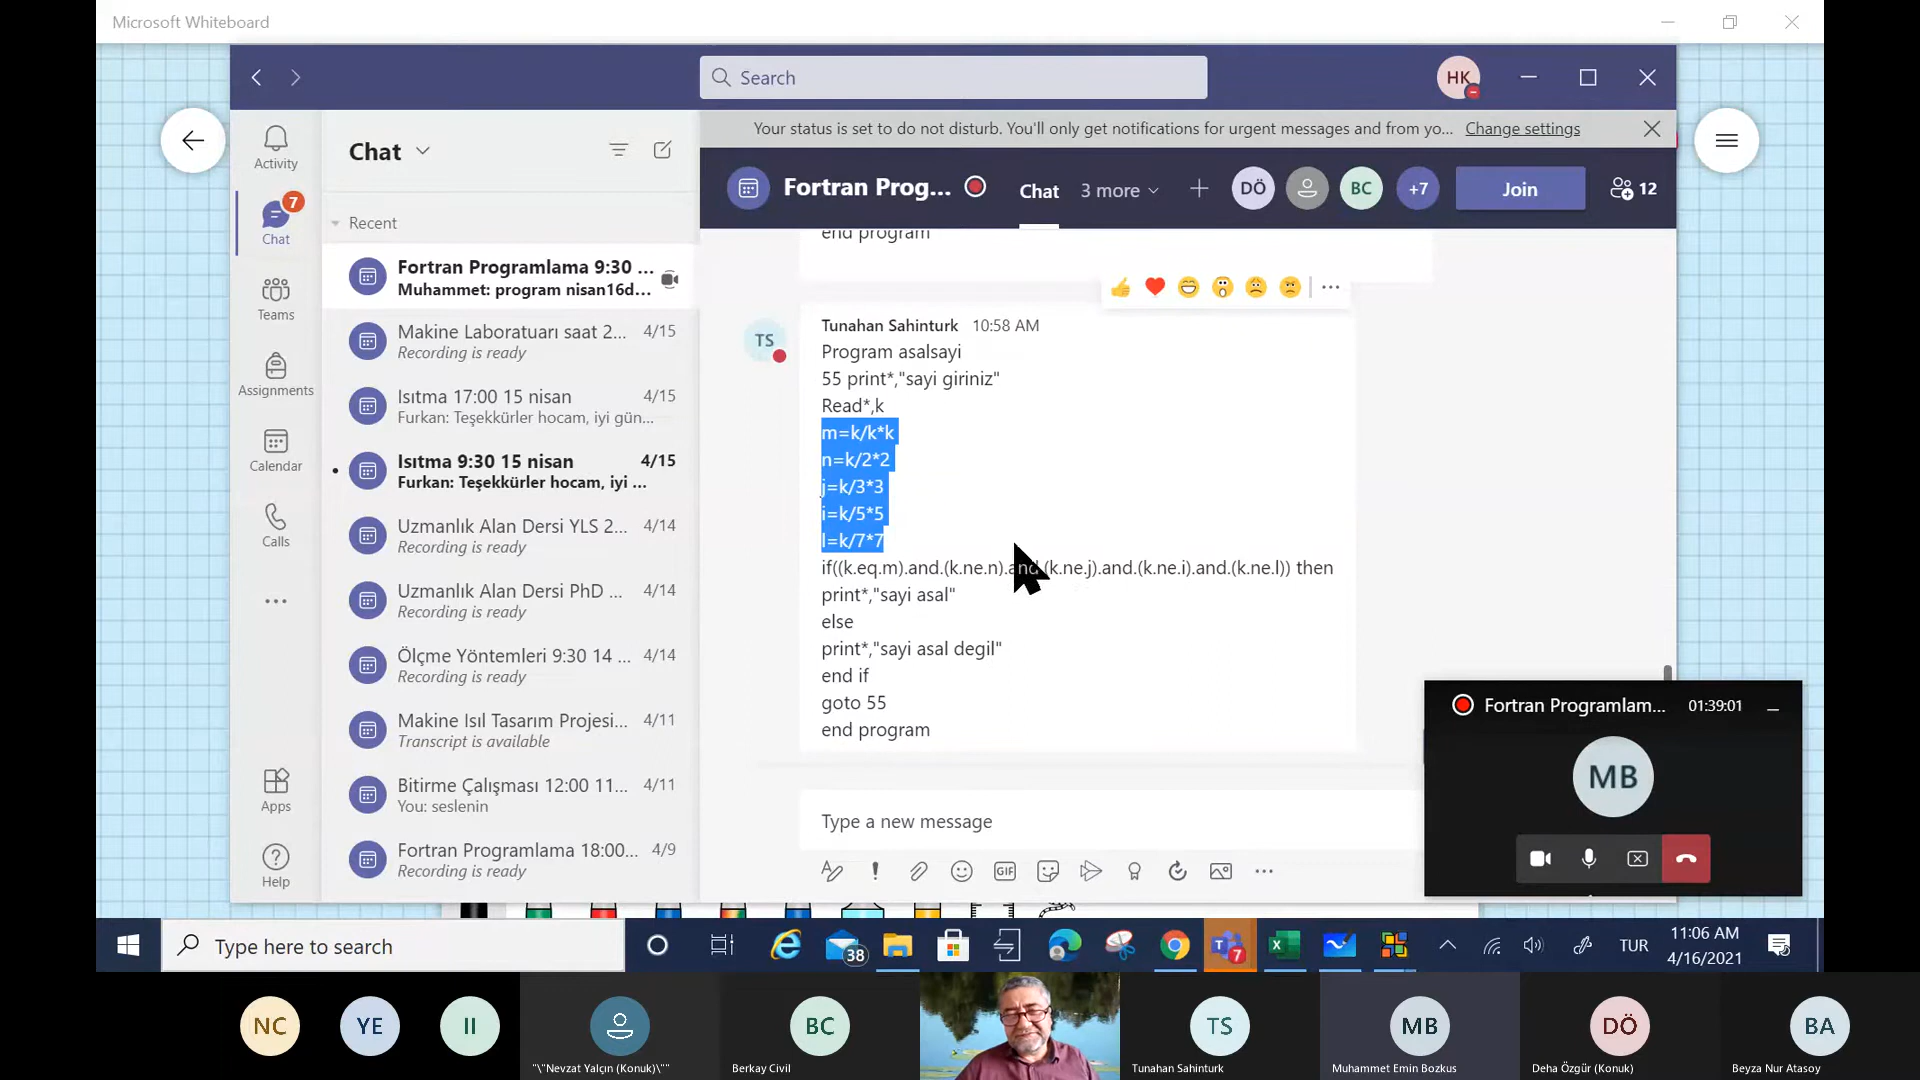 Microsoft Whiteboard
Search
HK
Your status is set to do not disturb. You'll only get notifications for urgent messages and from yo... Change settings
Activity
7
Chat
Teams
Assignments
Calendar
Calls
Apps
Help
Chat
Recent
Fortran Programlama 9:30 ...
Muhammet: program nisan16d...
Makine Laboratuarı saat 2... 4/15
Recording is ready
Isıtma 17:00 15 nisan 4/15
Furkan: Teşekkürler hocam, iyi gün...
Isıtma 9:30 15 nisan 4/15
Furkan: Teşekkürler hocam, iyi ...
Uzmanlık Alan Dersi YLS 2... 4/14
Recording is ready
Uzmanlık Alan Dersi PhD ... 4/14
Recording is ready
Ölçme Yöntemleri 9:30 14 ... 4/14
Recording is ready
Makine Isıl Tasarım Projesi... 4/11
Transcript is available
Bitirme Çalışması 12:00 11... 4/11
You: seslenin
Fortran Programlama 18:00... 4/9
Recording is ready
Fortran Prog... Chat 3 more DÖ BC +7 Join 12
end program
TS
Tunahan Sahinturk 10:58 AM
Program asalsayi
55 print*,"sayi giriniz"
Read*,k
m=k/k*k
n=k/2*2
j=k/3*3
i=k/5*5
l=k/7*7
if((k.eq.m).and.(k.ne.n).and.(k.ne.j).and.(k.ne.i).and.(k.ne.l)) then
print*,"sayi asal"
else
print*,"sayi asal degil"
end if
goto 55
end program
Type a new message
GIF
Fortran Programlam... 01:39:01
MB
Type here to search
38
7
TUR
11:06 AM
4/16/2021
NC YE II BC TS MB DÖ BA
"\"Nevzat Yalçın (Konuk)\""
Berkay Civil
Tunahan Sahinturk
Muhammet Emin Bozkus
Deha Özgür (Konuk)
Beyza Nur Atasoy